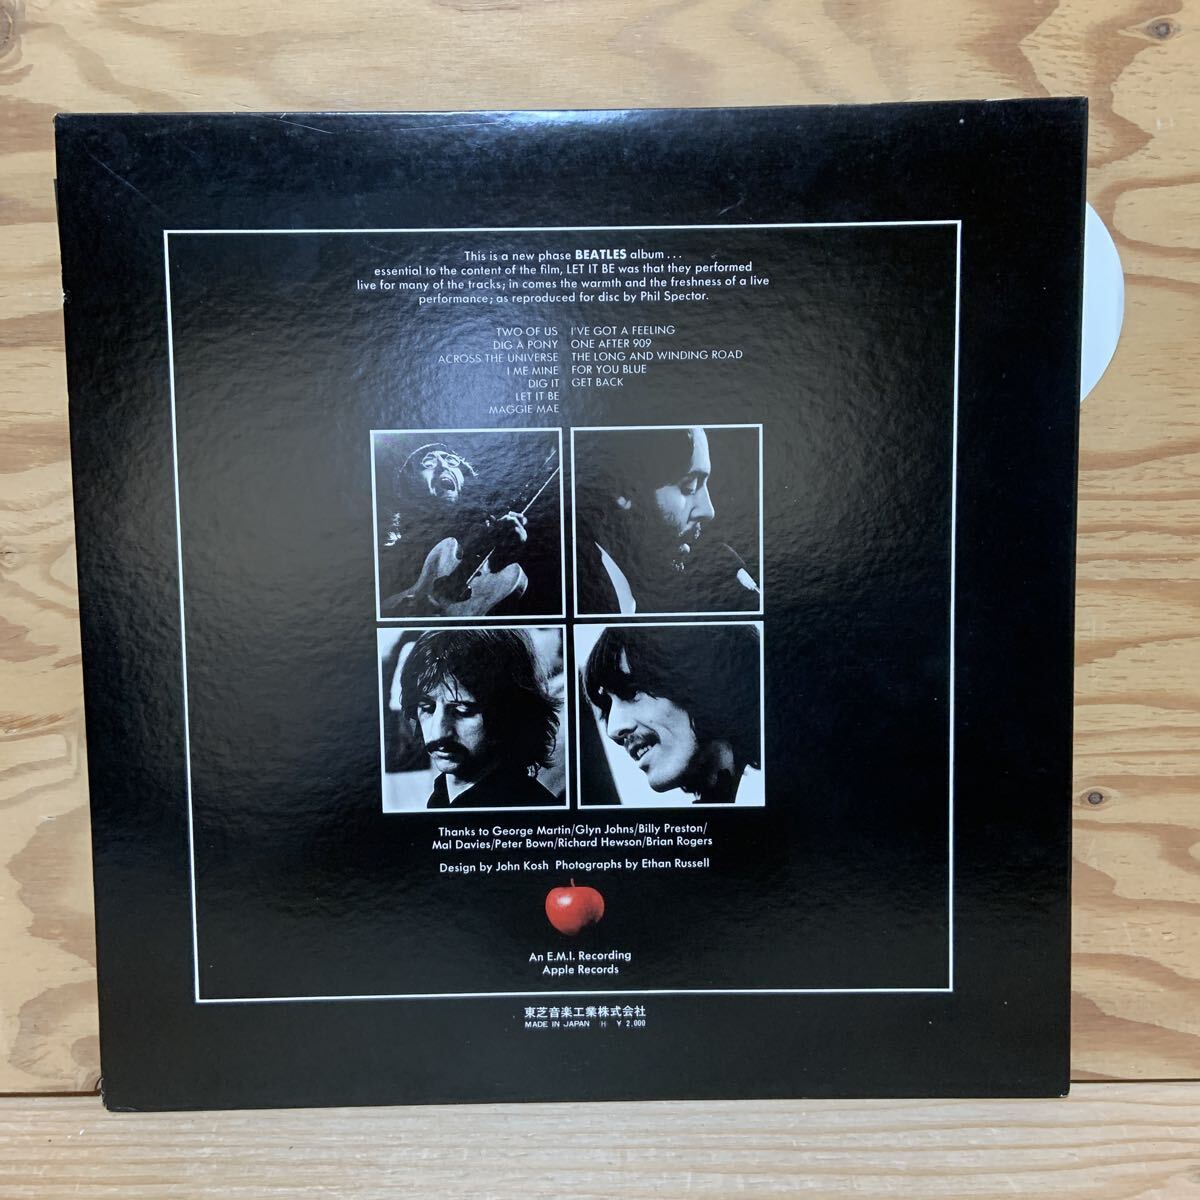 This is a new phase BEATLES album...
essential to the content of the film, LET IT BE was that they performed
live for many of the tracks; in comes the warmth and the freshness of a live
performance; as reproduced for disc by Phil Spector.
TWO OF US
DIG A PONY
ACROSS THE UNIVERSE
I ME MINE
DIG IT
LET IT BE
MAGGIE MAE
I'VE GOT A FEELING
ONE AFTER 909
THE LONG AND WINDING ROAD
FOR YOU BLUE
GET BACK
Thanks to George Martin/Glyn Johns/Billy Preston/
Mal Davies/Peter Bown/Richard Hewson/Brian Rogers
Design by John Kosh Photographs by Ethan Russell
An E.M.I. Recording
Apple Records
東芝音楽工業株式会社
MADE IN JAPAN H ¥ 2,000